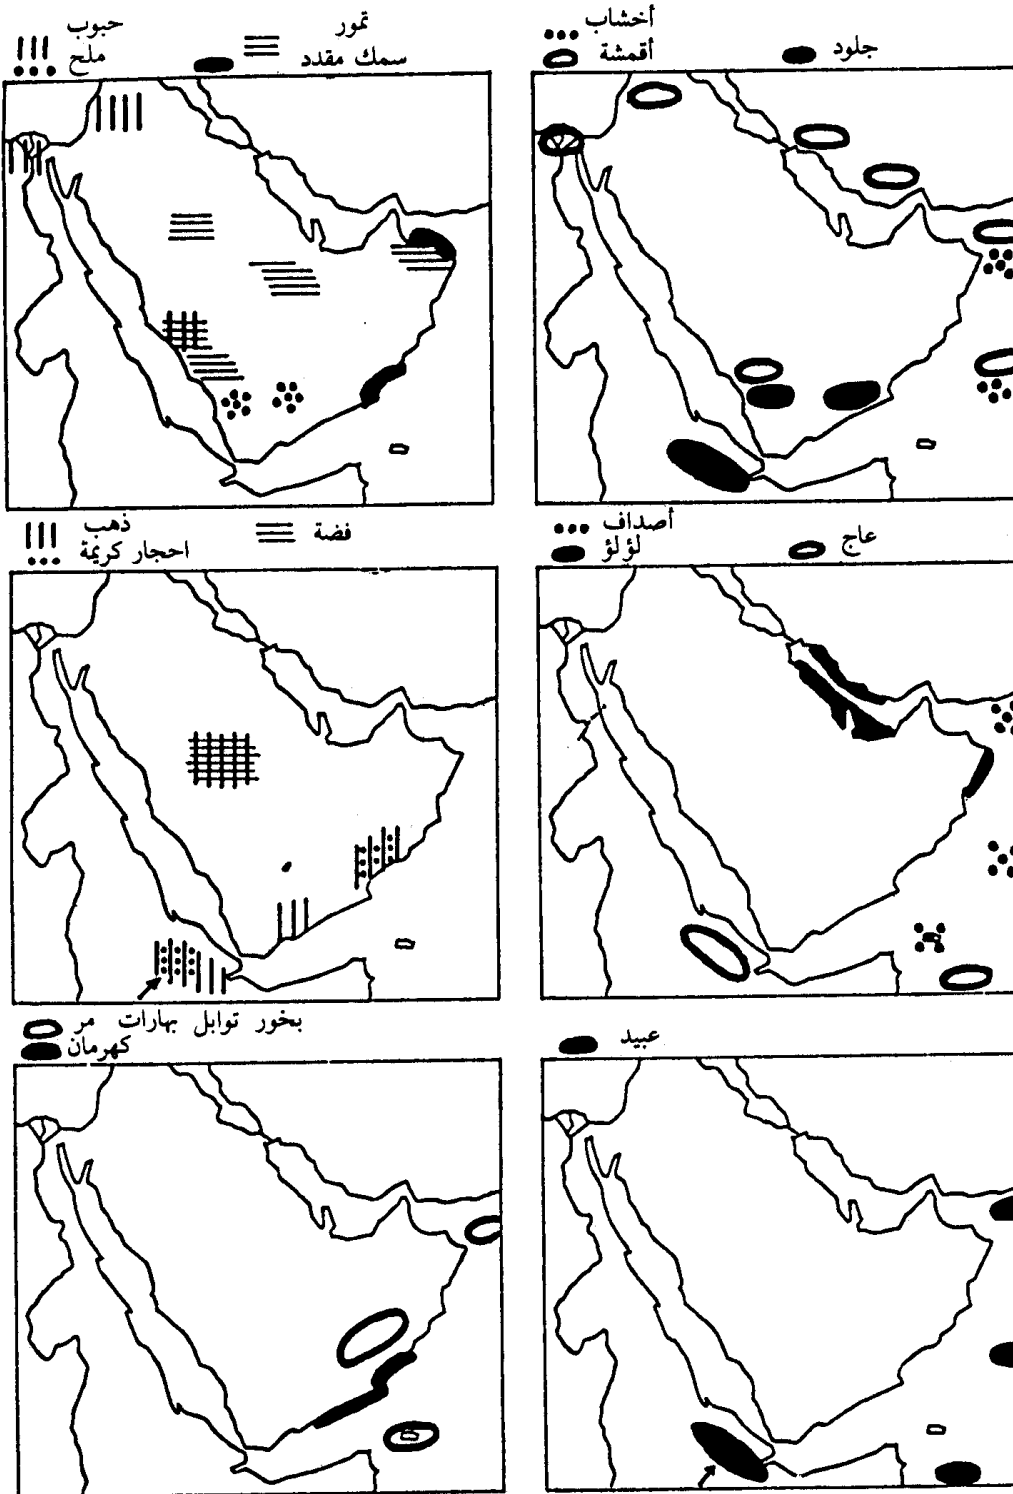 أخشاب
أقمشة
جلود
تمور
سمك مقدد
حبوب
ملح
أصداف
لؤلؤ
عاج
فضة
ذهب
احجار كريمة
عبيد
بخور توابل بهارات مر
كهرمان